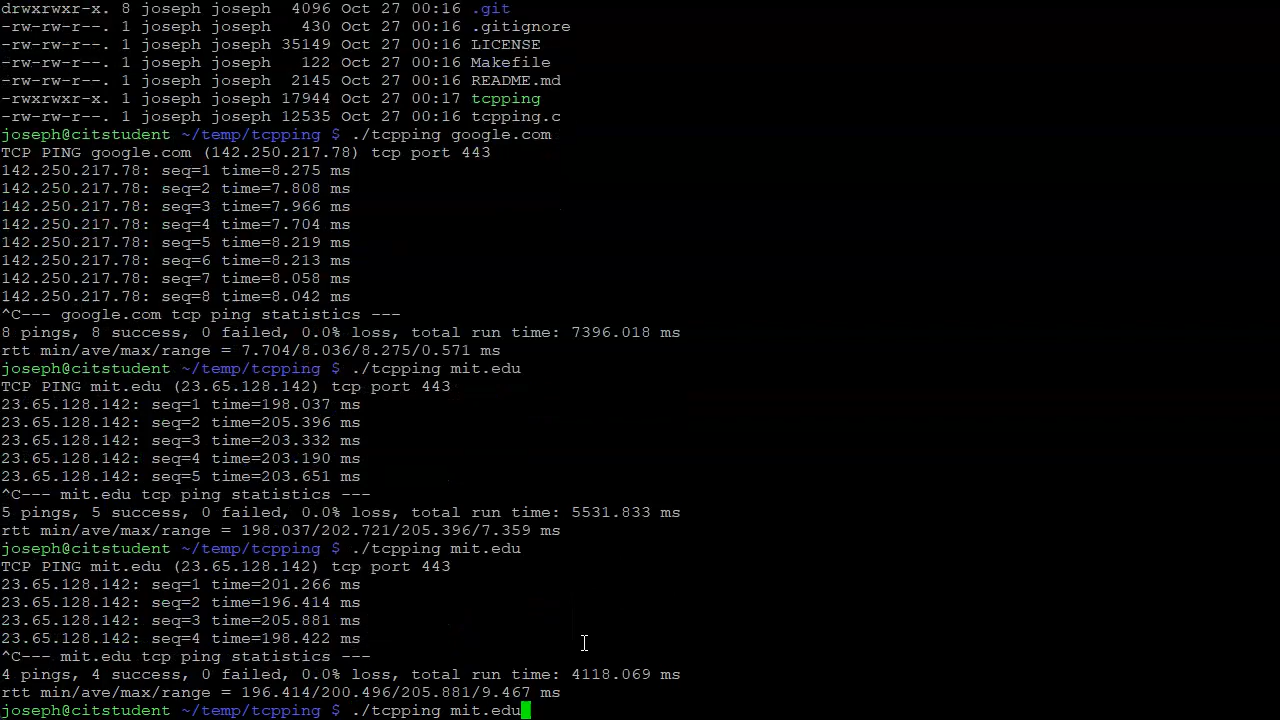 drwxrwxr-x. 8 joseph joseph  4096 Oct 27 00:16 .git
-rw-rw-r--. 1 joseph joseph   430 Oct 27 00:16 .gitignore
-rw-rw-r--. 1 joseph joseph 35149 Oct 27 00:16 LICENSE
-rw-rw-r--. 1 joseph joseph   122 Oct 27 00:16 Makefile
-rw-rw-r--. 1 joseph joseph  2145 Oct 27 00:16 README.md
-rwxrwxr-x. 1 joseph joseph 17944 Oct 27 00:17 tcpping
-rw-rw-r--. 1 joseph joseph 12535 Oct 27 00:16 tcpping.c
joseph@citstudent ~/temp/tcpping $ ./tcpping google.com
TCP PING google.com (142.250.217.78) tcp port 443
142.250.217.78: seq=1 time=8.275 ms
142.250.217.78: seq=2 time=7.808 ms
142.250.217.78: seq=3 time=7.966 ms
142.250.217.78: seq=4 time=7.704 ms
142.250.217.78: seq=5 time=8.219 ms
142.250.217.78: seq=6 time=8.213 ms
142.250.217.78: seq=7 time=8.058 ms
142.250.217.78: seq=8 time=8.042 ms
^C--- google.com tcp ping statistics ---
8 pings, 8 success, 0 failed, 0.0% loss, total run time: 7396.018 ms
rtt min/ave/max/range = 7.704/8.036/8.275/0.571 ms
joseph@citstudent ~/temp/tcpping $ ./tcpping mit.edu
TCP PING mit.edu (23.65.128.142) tcp port 443
23.65.128.142: seq=1 time=198.037 ms
23.65.128.142: seq=2 time=205.396 ms
23.65.128.142: seq=3 time=203.332 ms
23.65.128.142: seq=4 time=203.190 ms
23.65.128.142: seq=5 time=203.651 ms
^C--- mit.edu tcp ping statistics ---
5 pings, 5 success, 0 failed, 0.0% loss, total run time: 5531.833 ms
rtt min/ave/max/range = 198.037/202.721/205.396/7.359 ms
joseph@citstudent ~/temp/tcpping $ ./tcpping mit.edu
TCP PING mit.edu (23.65.128.142) tcp port 443
23.65.128.142: seq=1 time=201.266 ms
23.65.128.142: seq=2 time=196.414 ms
23.65.128.142: seq=3 time=205.881 ms
23.65.128.142: seq=4 time=198.422 ms
^C--- mit.edu tcp ping statistics ---
4 pings, 4 success, 0 failed, 0.0% loss, total run time: 4118.069 ms
rtt min/ave/max/range = 196.414/200.496/205.881/9.467 ms
joseph@citstudent ~/temp/tcpping $ ./tcpping mit.edu